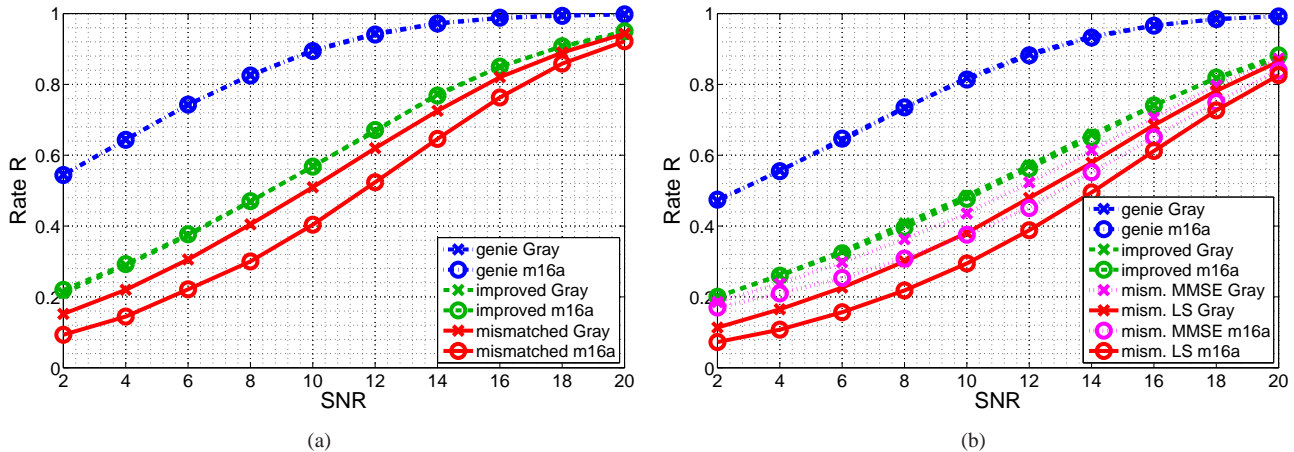 1
0.8
0.6
0.4
0.2
0
Rate R
2 4 6 8 10 12 14 16 18 20
SNR
genie Gray
genie m16a
improved Gray
improved m16a
mismatched Gray
mismatched m16a
(a)
1
0.8
0.6
0.4
0.2
0
Rate R
2 4 6 8 10 12 14 16 18 20
SNR
genie Gray
genie m16a
improved Gray
improved m16a
mism. MMSE Gray
mism. LS Gray
mism. MMSE m16a
mism. LS m16a
(b)